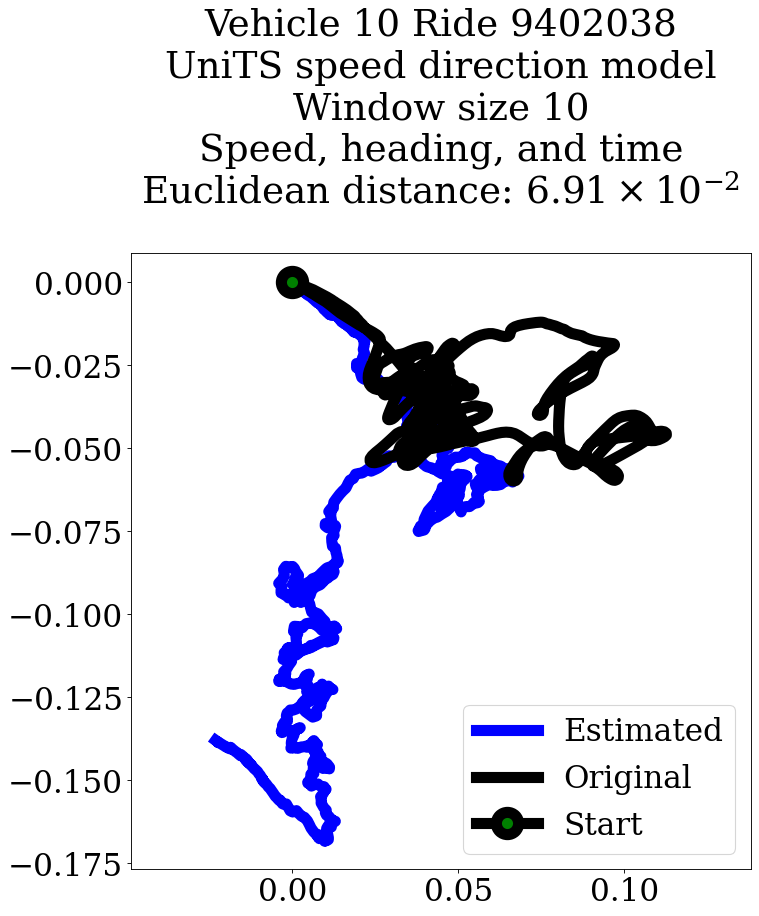 Vehicle 10 Ride 9402038
UniTS speed direction model
Window size 10
Speed, heading, and time
Euclidean distance: 6.91 × 10⁻²
0.000
−0.025
−0.050
−0.075
−0.100
−0.125
−0.150
−0.175
Estimated
Original
Start
0.00 0.05 0.10